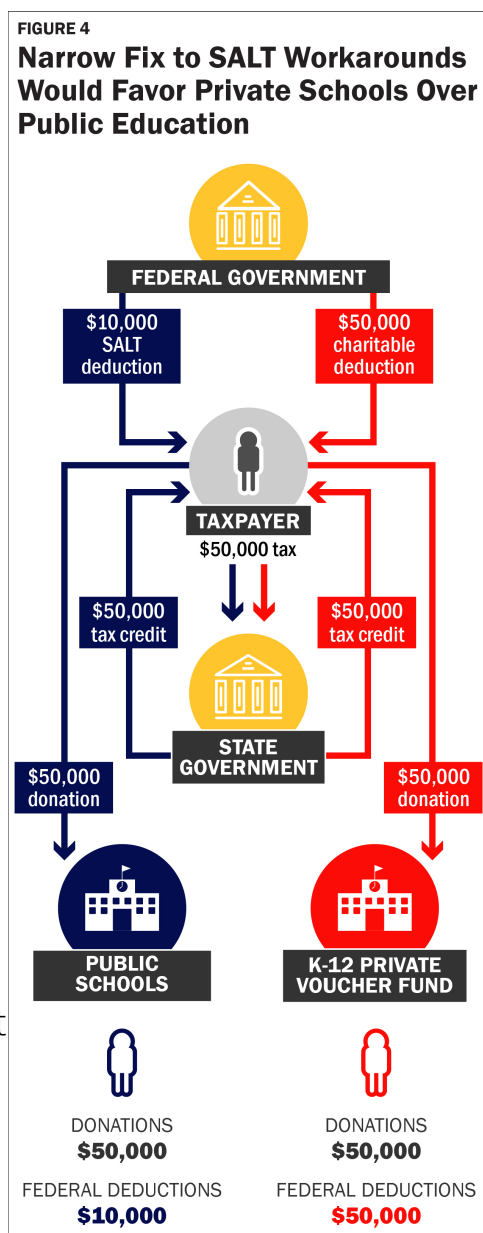 FIGURE 4
Narrow Fix to SALT Workarounds
Would Favor Private Schools Over
Public Education
FEDERAL GOVERNMENT
$10,000
SALT
deduction
$50,000
charitable
deduction
TAXPAYER
$50,000 tax
$50,000
tax credit
$50,000
tax credit
STATE
GOVERNMENT
$50,000
donation
$50,000
donation
PUBLIC
SCHOOLS
K-12 PRIVATE
VOUCHER FUND
DONATIONS
$50,000
FEDERAL DEDUCTIONS
$10,000
DONATIONS
$50,000
FEDERAL DEDUCTIONS
$50,000